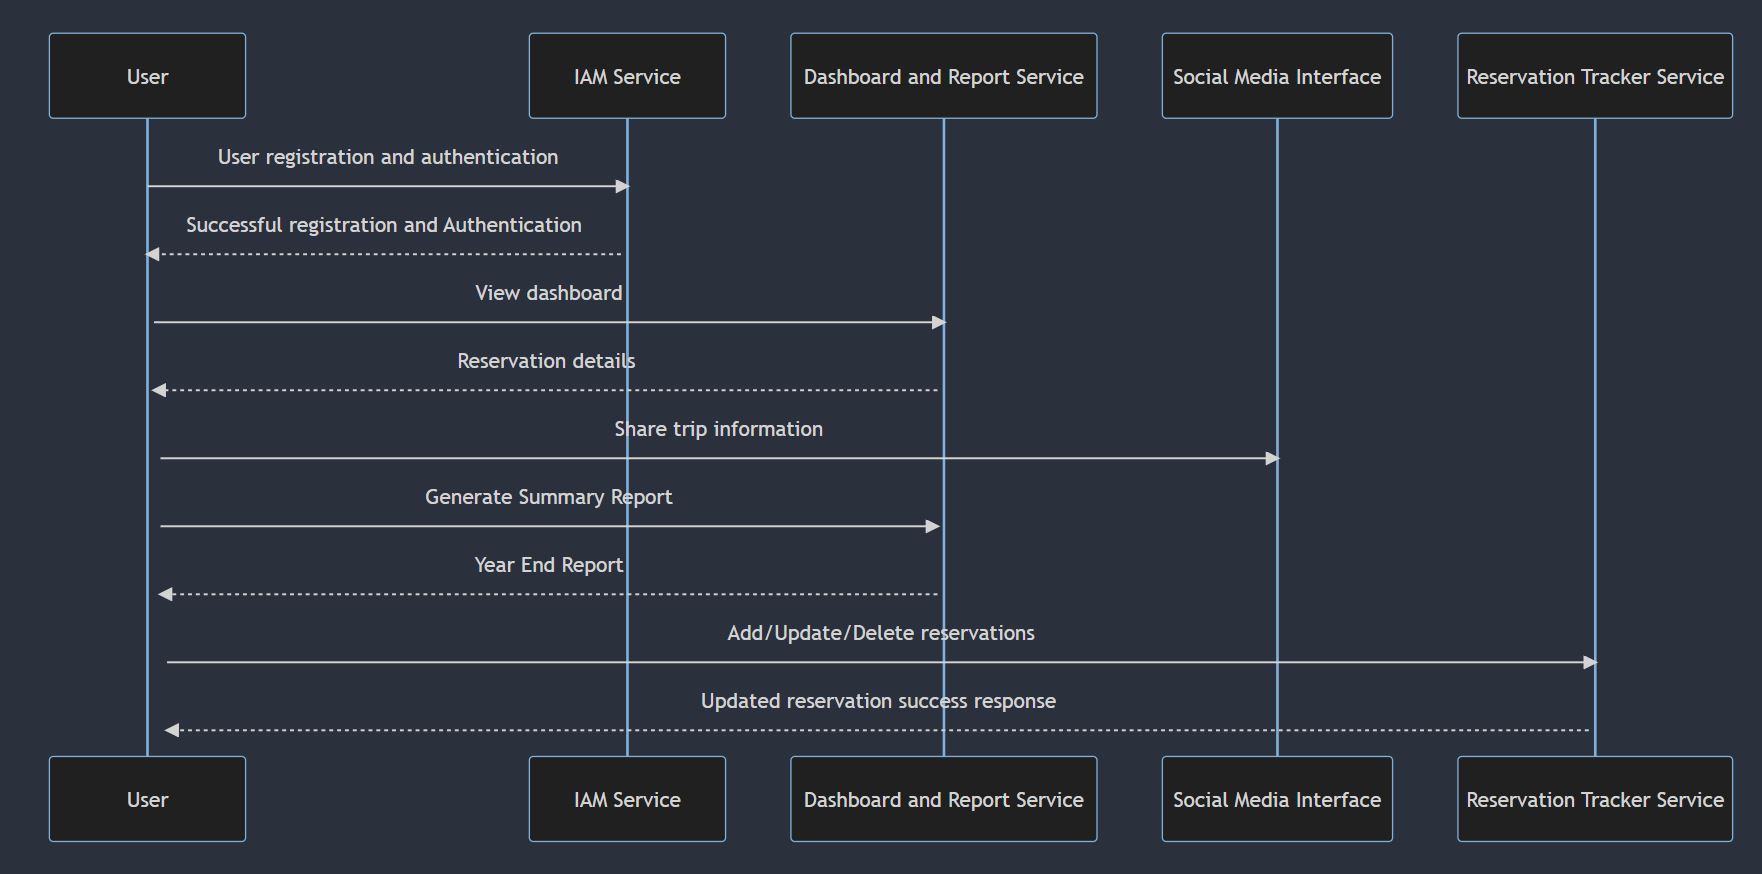 User
IAM Service
Dashboard and Report Service
Social Media Interface
Reservation Tracker Service
User registration and authentication
Successful registration and Authentication
View dashboard
Reservation details
Share trip information
Generate Summary Report
Year End Report
Add/Update/Delete reservations
Updated reservation success response
User
IAM Service
Dashboard and Report Service
Social Media Interface
Reservation Tracker Service